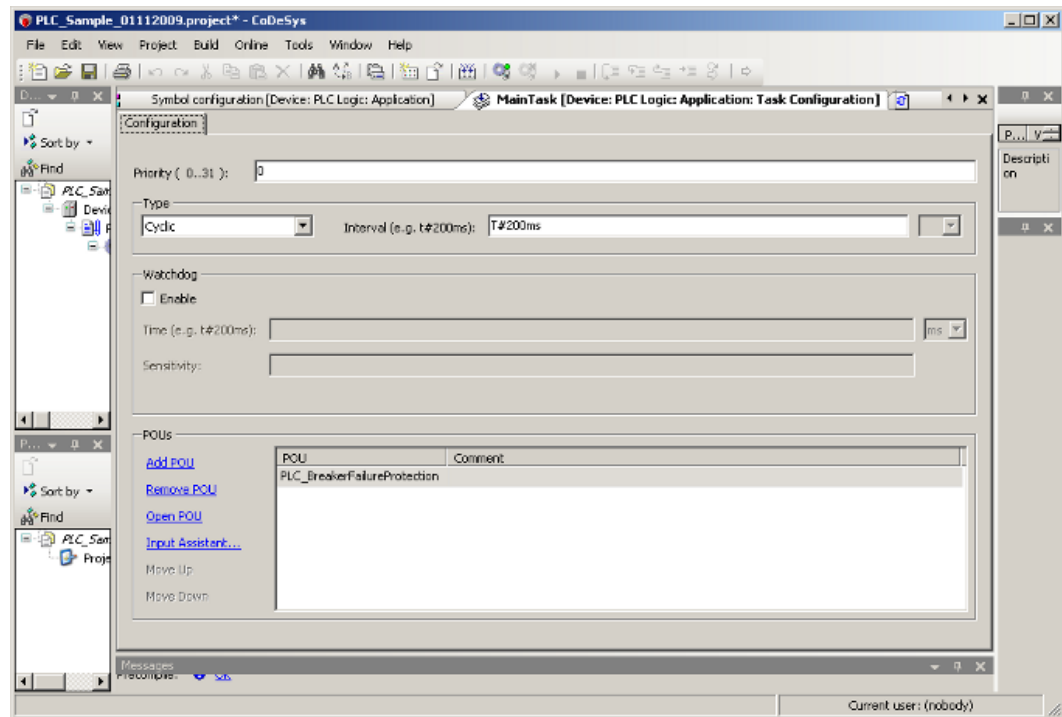 PLC_Sample_01112009.project* - CoDeSys
File Edit View Project Build Online Tools Window Help
D...
Symbol configuration [Device: PLC Logic: Application]
MainTask [Device: PLC Logic: Application: Task Configuration]
Sort by
Find
PLC_Sam
Devic
Configuration
Priority ( 0..31 ): 0
Type
Cyclic
Interval (e.g. t#200ms): T#200ms
Watchdog
Enable
Time (e.g. t#200ms): ms
Sensitivity:
POUs
Add POU
Remove POU
Open POU
Input Assistant...
Move Up
Move Down
POU Comment
PLC_BreakerFailureProtection
P...
Sort by
Find
PLC_Sam
Proje
P... V
Descripti
on
Messages
Precompile: OK
Current user: (nobody)